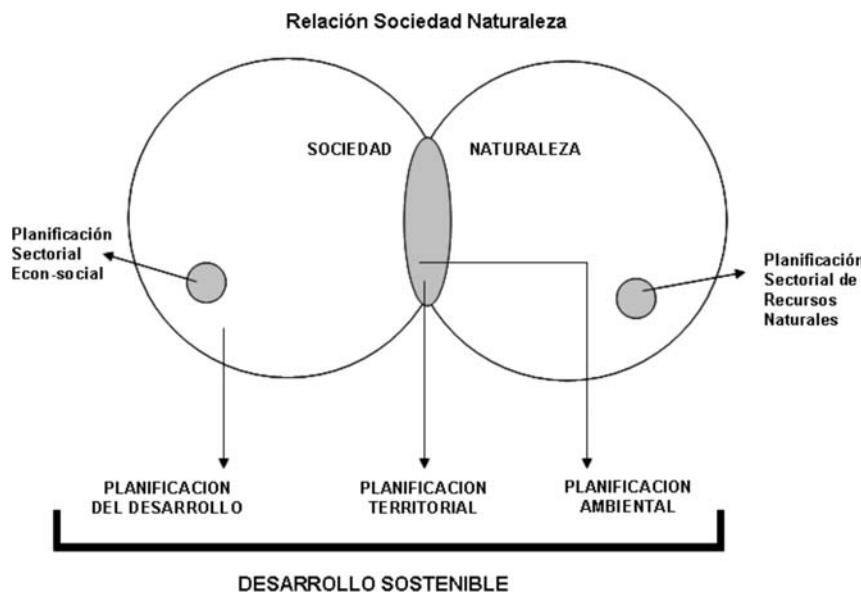 Relación Sociedad Naturaleza
SOCIEDAD
NATURALEZA
Planificación
Sectorial
Econ-social
Planificación
Sectorial de
Recursos
Naturales
PLANIFICACION
DEL DESARROLLO
PLANIFICACION
TERRITORIAL
PLANIFICACION
AMBIENTAL
DESARROLLO SOSTENIBLE